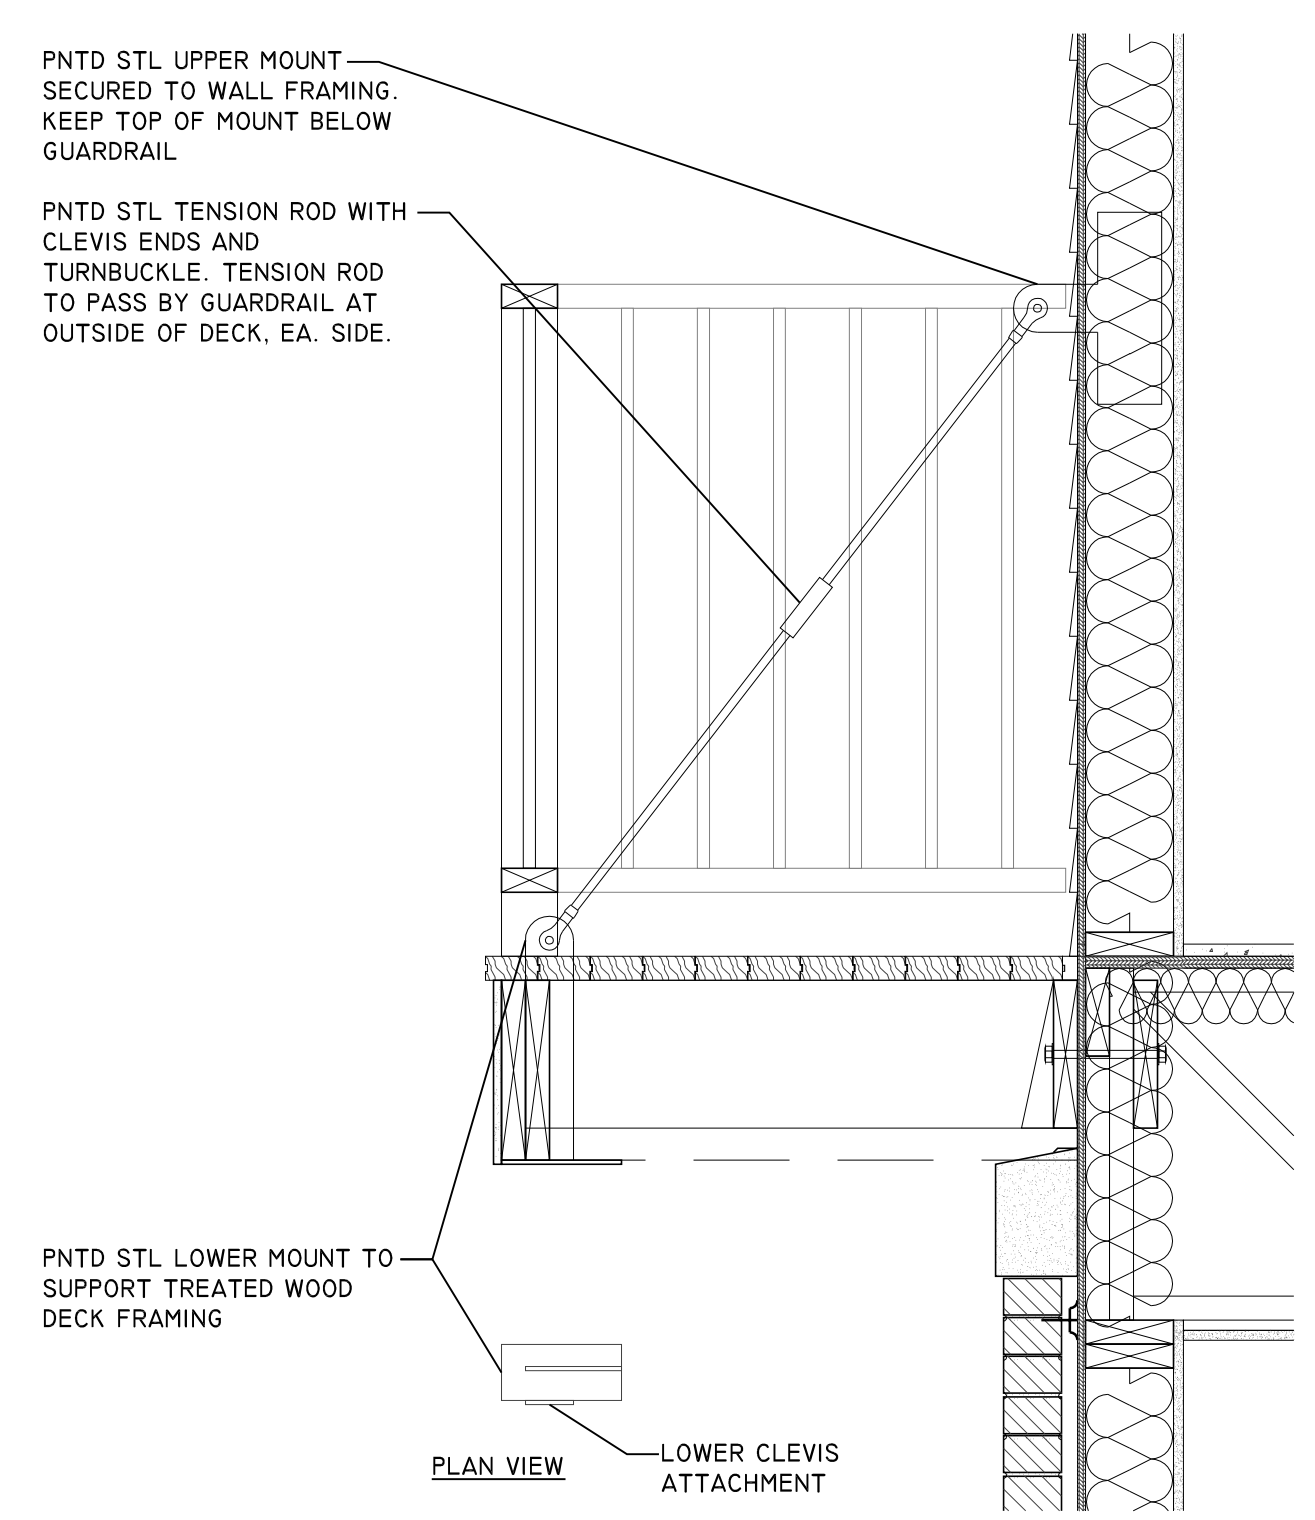 PNTD STL UPPER MOUNT
SECURED TO WALL FRAMING.
KEEP TOP OF MOUNT BELOW
GUARDRAIL
PNTD STL TENSION ROD WITH
CLEVIS ENDS AND
TURNBUCKLE. TENSION ROD
TO PASS BY GUARDRAIL AT
OUTSIDE OF DECK, EA. SIDE.
PNTD STL LOWER MOUNT TO
SUPPORT TREATED WOOD
DECK FRAMING
PLAN VIEW
LOWER CLEVIS
ATTACHMENT